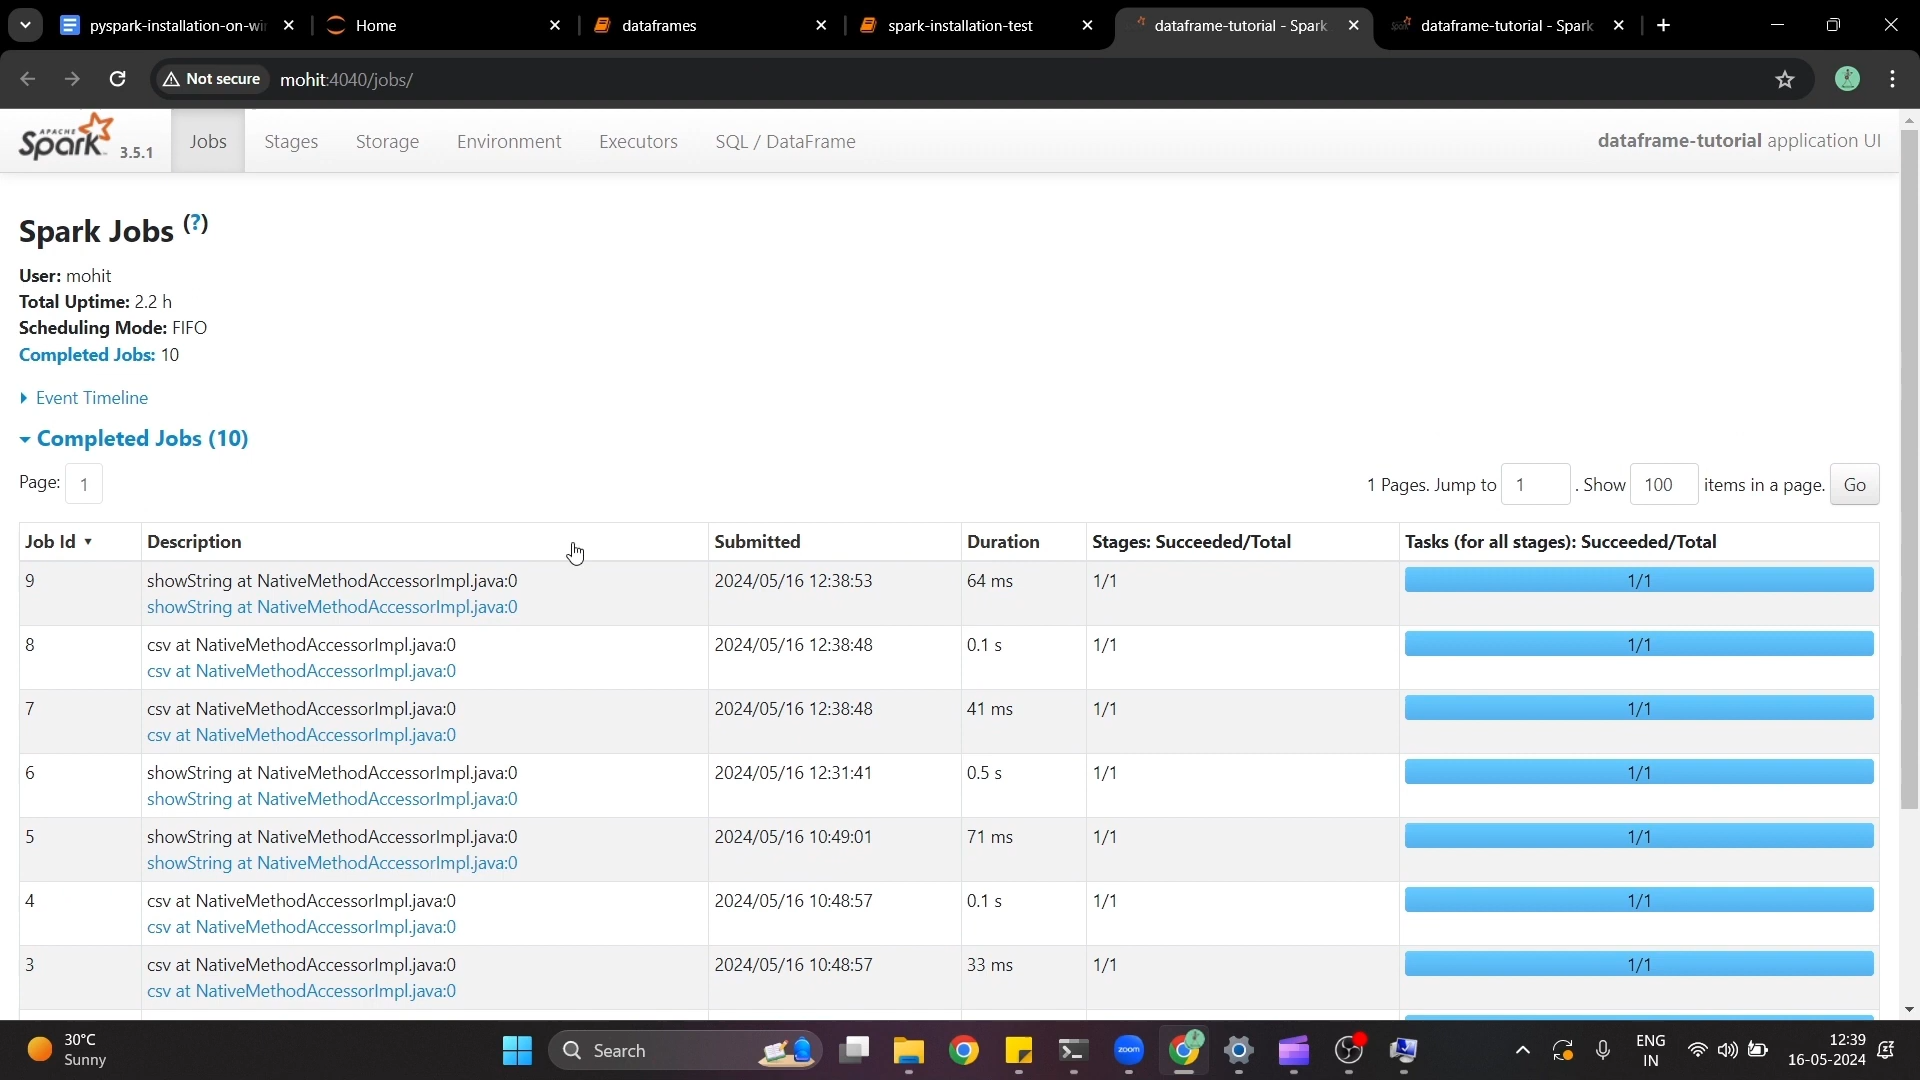 pyspark-installation-on-wi
Home
dataframes
spark-installation-test
dataframe-tutorial - Spark
dataframe-tutorial - Spark
Not secure
mohit:4040/jobs/
APACHE
Spark 3.5.1
Jobs
Stages
Storage
Environment
Executors
SQL / DataFrame
dataframe-tutorial application UI
Spark Jobs (?)
User: mohit
Total Uptime: 2.2 h
Scheduling Mode: FIFO
Completed Jobs: 10
Event Timeline
Completed Jobs (10)
Page: 1
1 Pages. Jump to 1 . Show 100 items in a page. Go
Job Id ▾ Description Submitted Duration Stages: Succeeded/Total Tasks (for all stages): Succeeded/Total
9 showString at NativeMethodAccessorImpl.java:0 2024/05/16 12:38:53 64 ms 1/1 1/1
showString at NativeMethodAccessorImpl.java:0
8 csv at NativeMethodAccessorImpl.java:0 2024/05/16 12:38:48 0.1 s 1/1 1/1
csv at NativeMethodAccessorImpl.java:0
7 csv at NativeMethodAccessorImpl.java:0 2024/05/16 12:38:48 41 ms 1/1 1/1
csv at NativeMethodAccessorImpl.java:0
6 showString at NativeMethodAccessorImpl.java:0 2024/05/16 12:31:41 0.5 s 1/1 1/1
showString at NativeMethodAccessorImpl.java:0
5 showString at NativeMethodAccessorImpl.java:0 2024/05/16 10:49:01 71 ms 1/1 1/1
showString at NativeMethodAccessorImpl.java:0
4 csv at NativeMethodAccessorImpl.java:0 2024/05/16 10:48:57 0.1 s 1/1 1/1
csv at NativeMethodAccessorImpl.java:0
3 csv at NativeMethodAccessorImpl.java:0 2024/05/16 10:48:57 33 ms 1/1 1/1
csv at NativeMethodAccessorImpl.java:0
30°C
Sunny
Search
zoom
ENG
IN
12:39
16-05-2024